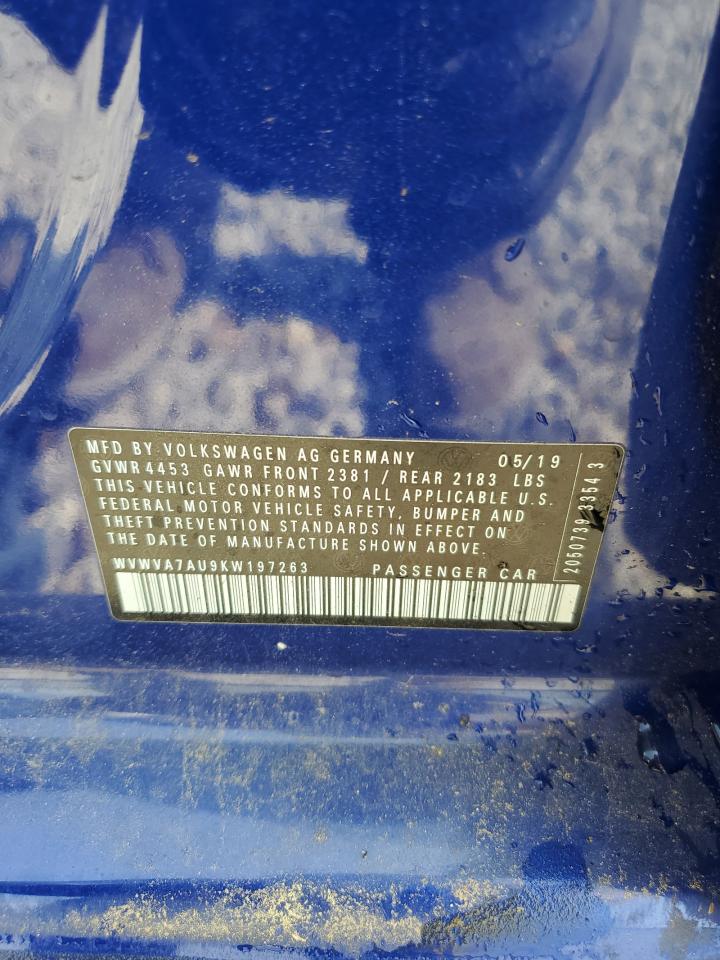 MFD BY VOLKSWAGEN AG GERMANY 05/19
GVWR 4453 GAWR FRONT 2381 / REAR 2183 LBS
THIS VEHICLE CONFORMS TO ALL APPLICABLE U.S.
FEDERAL MOTOR VEHICLE SAFETY, BUMPER AND
THEFT PREVENTION STANDARDS IN EFFECT ON
THE DATE OF MANUFACTURE SHOWN ABOVE.
WVWVA7AU9KW197263 PASSENGER CAR
2050739 3354 3